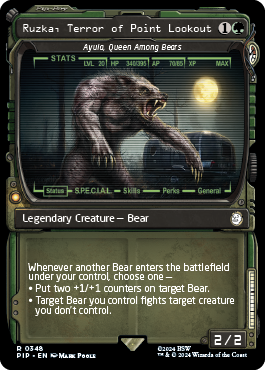 Ruzka, Terror of Point Lookout 1
Ayula, Queen Among Bears
STATS
LVL 20 HP 340/395 AP 70/85 XP MAX
Status S.P.E.C.I.A.L. Skills Perks General
Legendary Creature — Bear
Whenever another Bear enters the battlefield
under your control, choose one —
• Put two +1/+1 counters on target Bear.
• Target Bear you control fights target creature
you don't control.
2/2
R 0348
PIP • EN Mark Poole
©2024 BSW
™ & © 2024 Wizards of the Coast